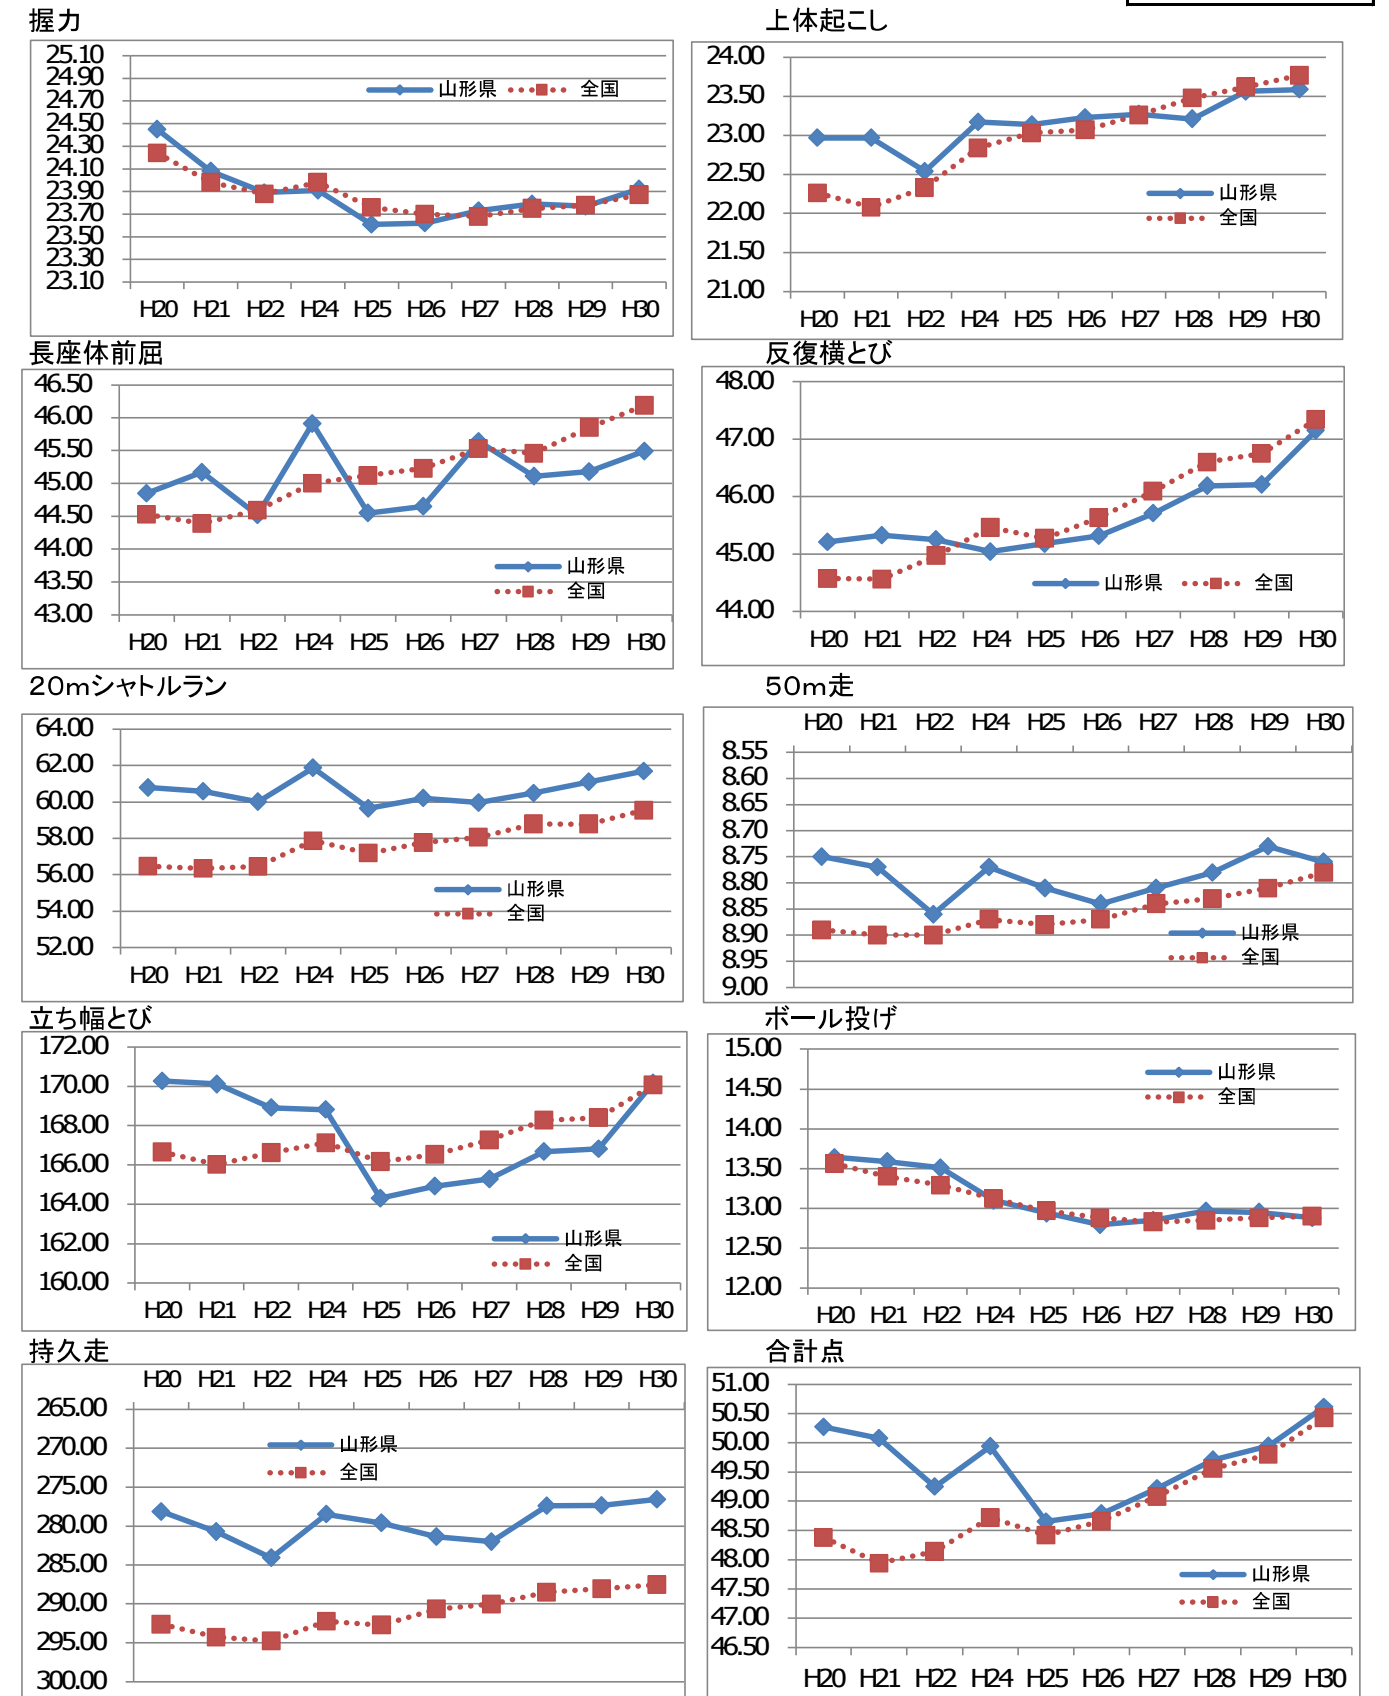 握力
25.10
24.90
24.70
24.50
24.30
24.10
23.90
23.70
23.50
23.30
23.10
山形県 全国
H20 H21 H22 H24 H25 H26 H27 H28 H29 H30
上体起こし
24.00
23.50
23.00
22.50
22.00
21.50
21.00
山形県
全国
H20 H21 H22 H24 H25 H26 H27 H28 H29 H30
長座体前屈
46.50
46.00
45.50
45.00
44.50
44.00
43.50
43.00
山形県
全国
H20 H21 H22 H24 H25 H26 H27 H28 H29 H30
反復横とび
48.00
47.00
46.00
45.00
44.00
山形県 全国
H20 H21 H22 H24 H25 H26 H27 H28 H29 H30
20mシャトルラン
64.00
62.00
60.00
58.00
56.00
54.00
52.00
山形県
全国
H20 H21 H22 H24 H25 H26 H27 H28 H29 H30
50m走
H20 H21 H22 H24 H25 H26 H27 H28 H29 H30
8.55
8.60
8.65
8.70
8.75
8.80
8.85
8.90
8.95
9.00
山形県
全国
立ち幅とび
172.00
170.00
168.00
166.00
164.00
162.00
160.00
山形県
全国
H20 H21 H22 H24 H25 H26 H27 H28 H29 H30
ボール投げ
15.00
14.50
14.00
13.50
13.00
12.50
12.00
山形県
全国
H20 H21 H22 H24 H25 H26 H27 H28 H29 H30
持久走
H20 H21 H22 H24 H25 H26 H27 H28 H29 H30
265.00
270.00
275.00
280.00
285.00
290.00
295.00
300.00
山形県
全国
合計点
51.00
50.50
50.00
49.50
49.00
48.50
48.00
47.50
47.00
46.50
山形県
全国
H20 H21 H22 H24 H25 H26 H27 H28 H29 H30